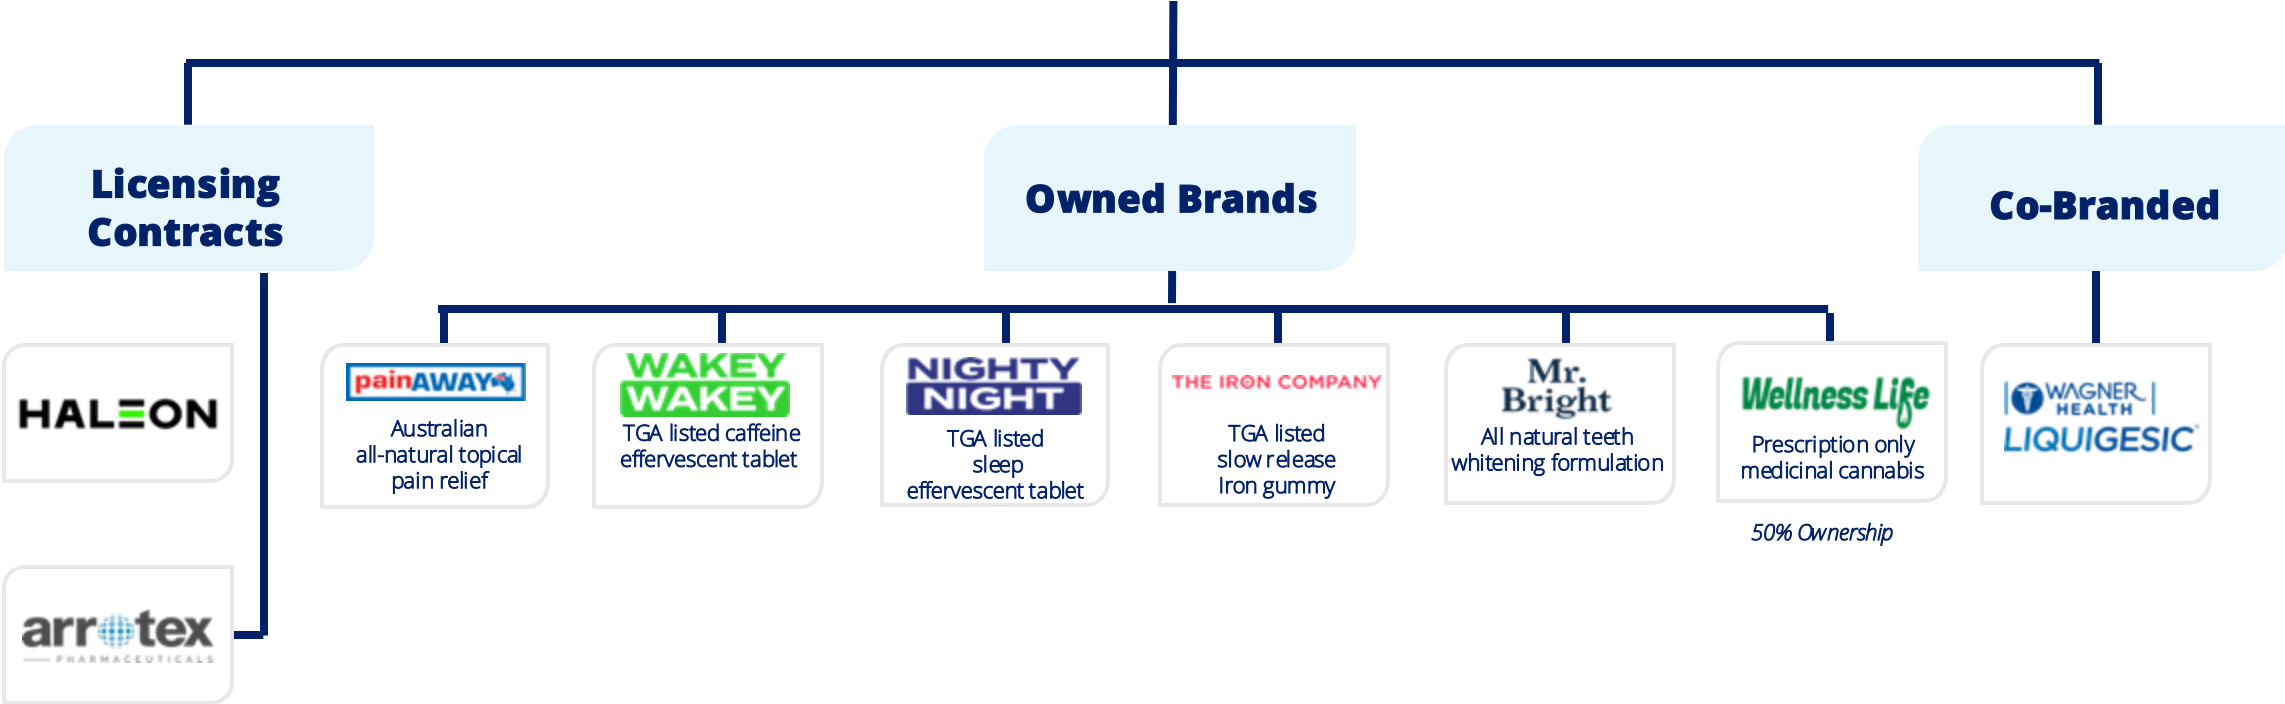 Licensing
Contracts
Owned Brands
Co-Branded
HALEON
arrotex
PHARMACEUTICALS
painAWAY
Australian
all-natural topical
pain relief
WAKEY
WAKEY
TGA listed caffeine
effervescent tablet
NIGHTY
NIGHT
TGA listed
sleep
effervescent tablet
THE IRON COMPANY
TGA listed
slow release
Iron gummy
Mr.
Bright
All natural teeth
whitening formulation
Wellness Life
Prescription only
medicinal cannabis
50% Ownership
WAGNER
HEALTH
LIQUIGESIC